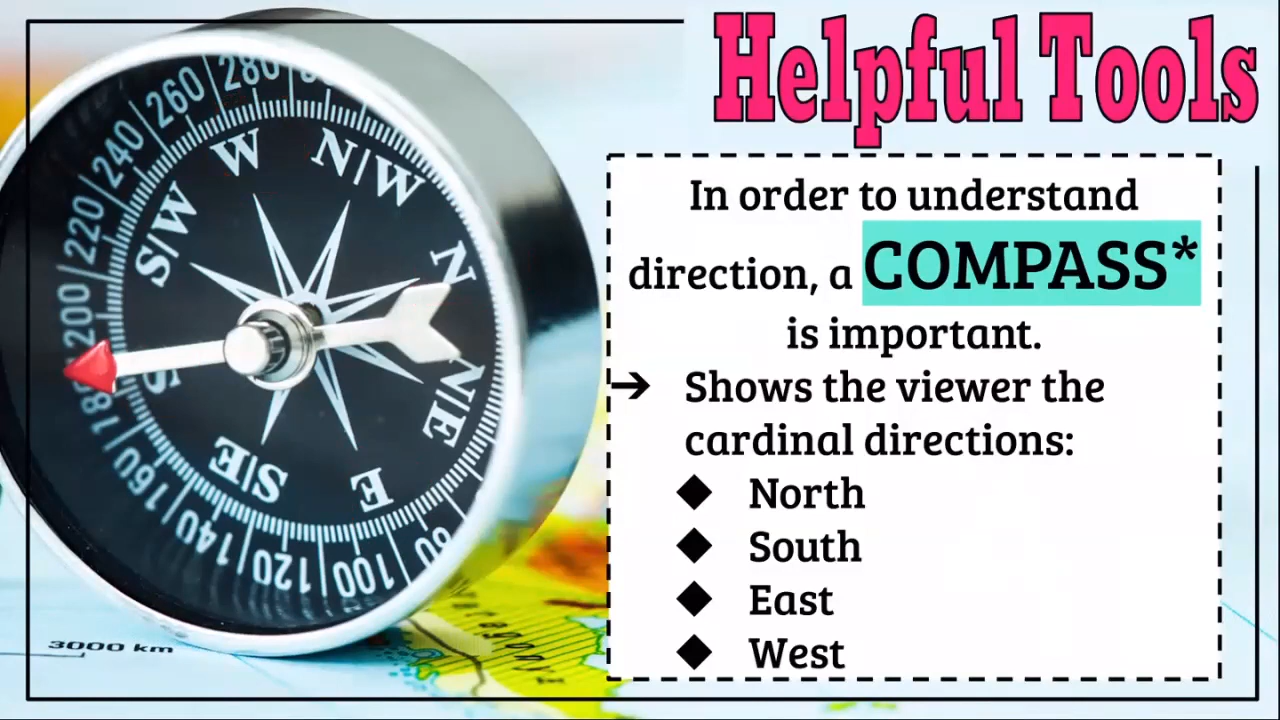 Helpful Tools
In order to understand
direction, a COMPASS*
is important.
➔ Shows the viewer the
cardinal directions:
◆ North
◆ South
◆ East
◆ West
280
260
240
220
200
160
140
120
100
W
N/W
S/W
N
S
N/E
S/E
E
3000 km